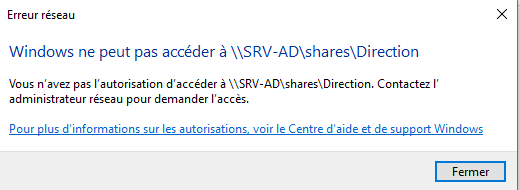 Erreur réseau
Windows ne peut pas accéder à \\SRV-AD\shares\Direction
Vous n’avez pas l’autorisation d’accéder à \\SRV-AD\shares\Direction. Contactez l’
administrateur réseau pour demander l’accès.
Pour plus d’informations sur les autorisations, voir le Centre d’aide et de support Windows
Fermer